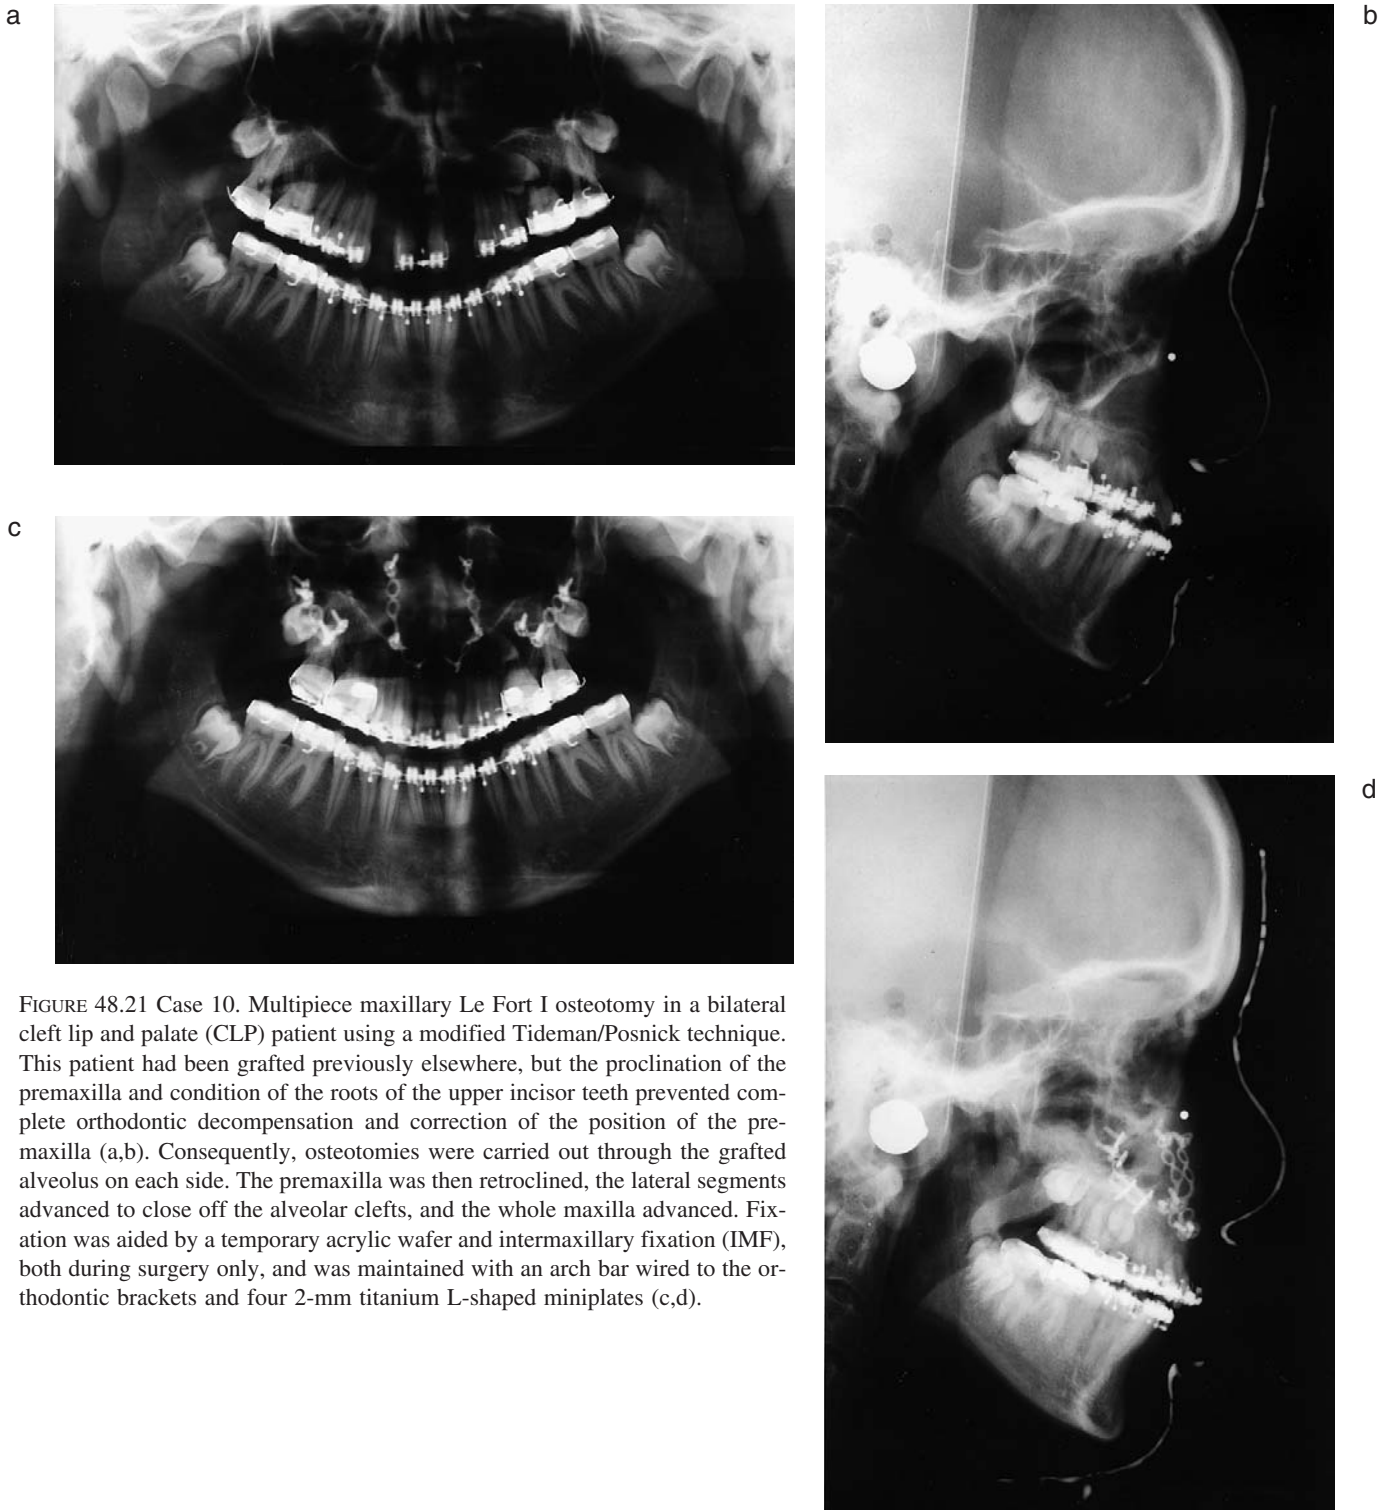 a
b
c
d
FIGURE 48.21 Case 10. Multipiece maxillary Le Fort I osteotomy in a bilateral
cleft lip and palate (CLP) patient using a modified Tideman/Posnick technique.
This patient had been grafted previously elsewhere, but the proclination of the
premaxilla and condition of the roots of the upper incisor teeth prevented com-
plete orthodontic decompensation and correction of the position of the pre-
maxilla (a,b). Consequently, osteotomies were carried out through the grafted
alveolus on each side. The premaxilla was then retroclined, the lateral segments
advanced to close off the alveolar clefts, and the whole maxilla advanced. Fix-
ation was aided by a temporary acrylic wafer and intermaxillary fixation (IMF),
both during surgery only, and was maintained with an arch bar wired to the or-
thodontic brackets and four 2-mm titanium L-shaped miniplates (c,d).